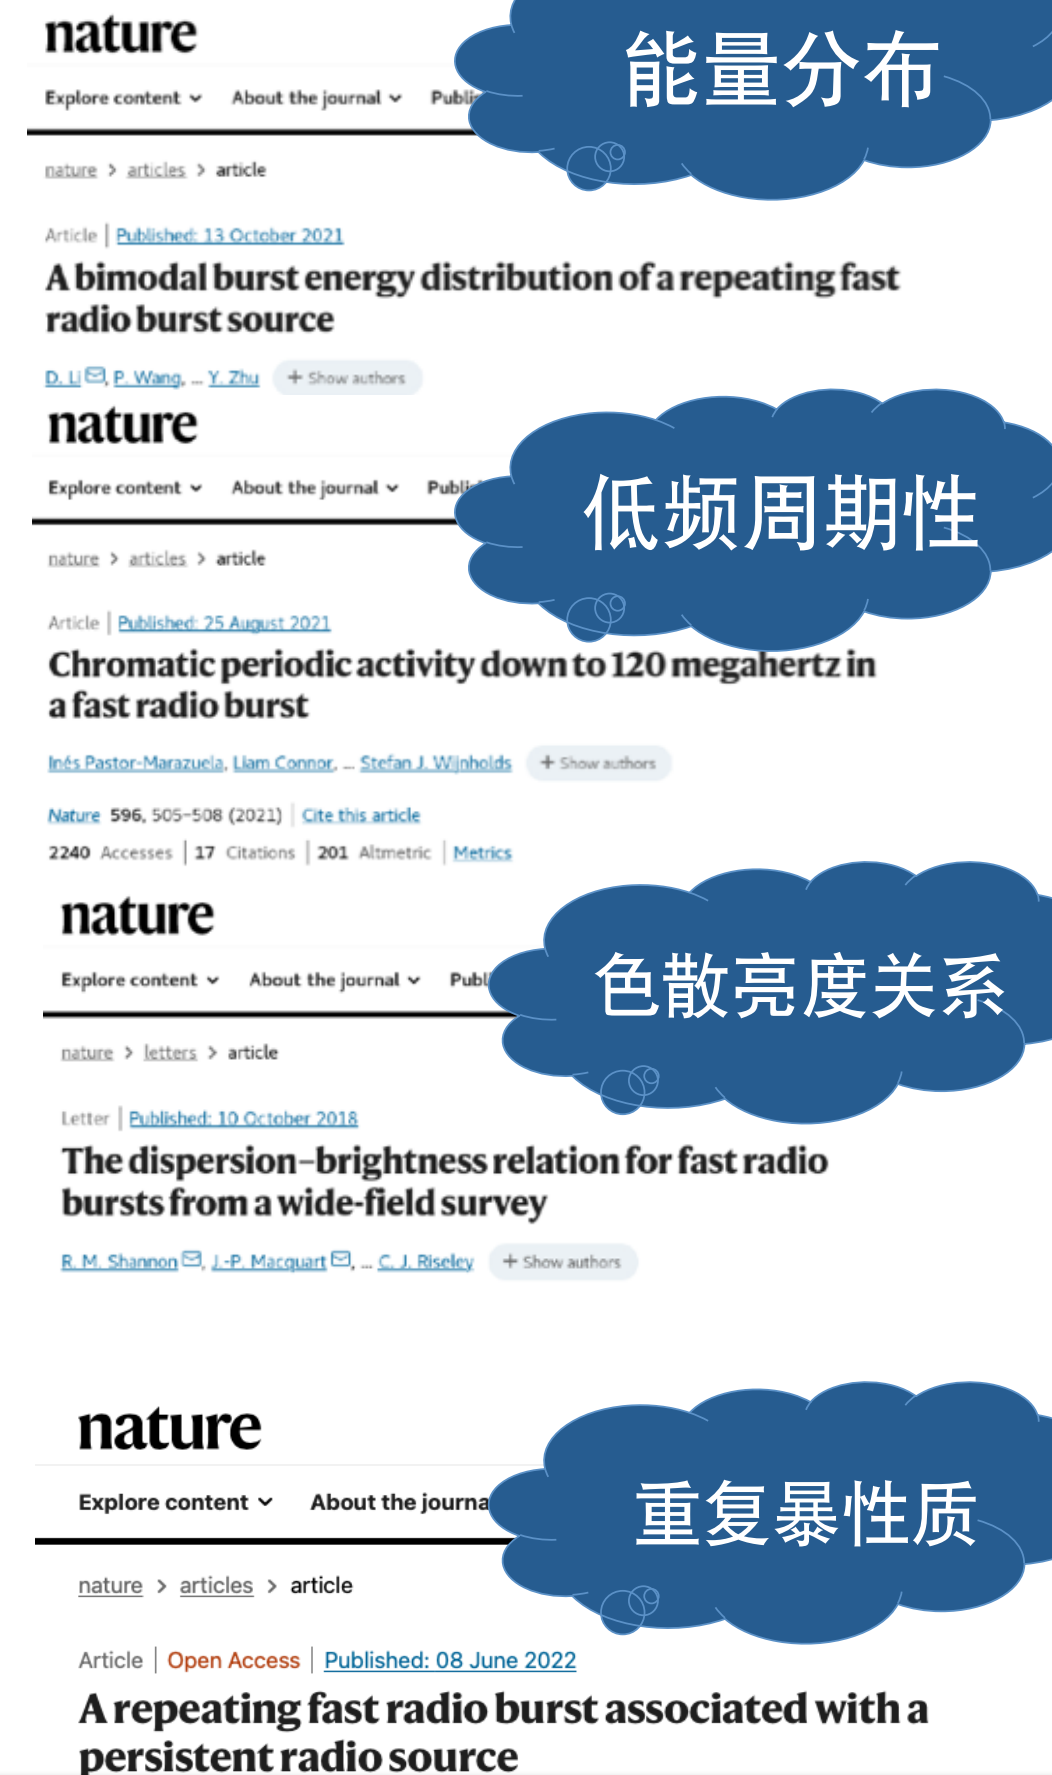 nature
能量分布
Explore content About the journal
nature > articles > article
Article | Published: 13 October 2021
A bimodal burst energy distribution of a repeating fast
radio burst source
D. Li, P. Wang, ... Y. Zhu + Show authors
nature
低频周期性
Explore content About the journal
nature > articles > article
Article | Published: 25 August 2021
Chromatic periodic activity down to 120 megahertz in
a fast radio burst
Inés Pastor-Marazuela, Liam Connor, ... Stefan J. Wijnholds + Show authors
Nature 596, 505–508 (2021) | Cite this article
2240 Accesses | 17 Citations | 201 Altmetric | Metrics
nature
色散亮度关系
Explore content About the journal
nature > letters > article
Letter | Published: 10 October 2018
The dispersion–brightness relation for fast radio
bursts from a wide-field survey
R. M. Shannon, J.-P. Macquart, ... C. J. Riseley + Show authors
nature
重复暴性质
Explore content About the journa
nature > articles > article
Article | Open Access | Published: 08 June 2022
A repeating fast radio burst associated with a
persistent radio source